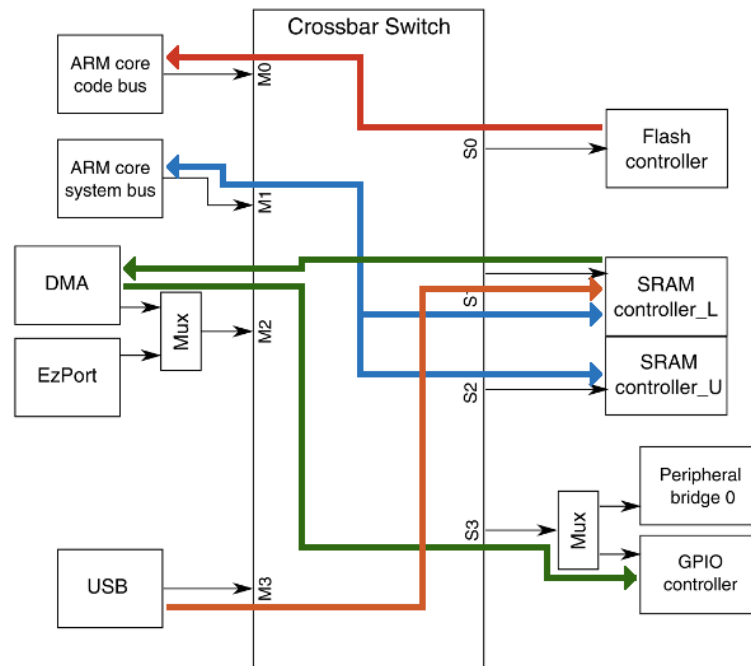 Crossbar Switch
ARM core
code bus
M0
S0
Flash
controller
ARM core
system bus
M1
DMA
Mux
M2
EzPort
SRAM
controller_L
SRAM
controller_U
S2
S3
Mux
Peripheral
bridge 0
GPIO
controller
USB
M3